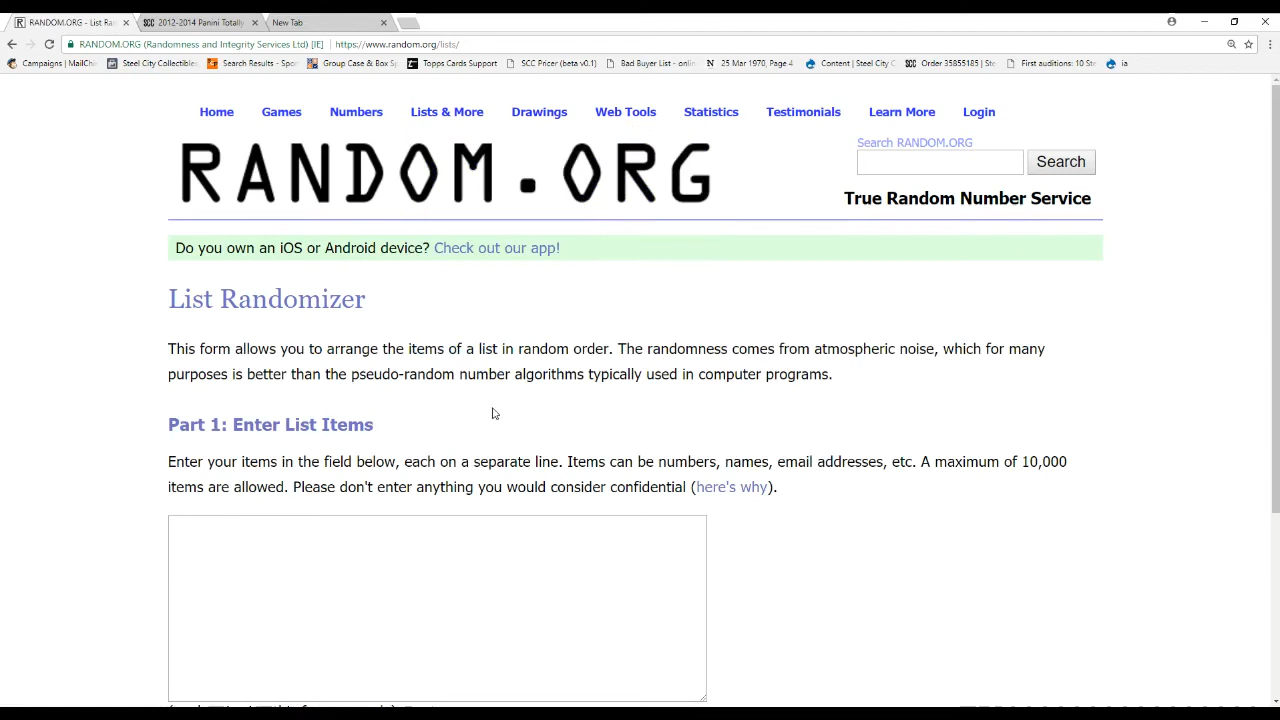 RANDOM.ORG - List Ra
SCC 2012-2014 Panini Totally
New Tab
RANDOM.ORG (Randomness and Integrity Services Ltd) [IE] https://www.random.org/lists/
Campaigns | MailCh Steel City Collectibles Search Results - Spo Group Case & Box S Topps Cards Support SCC Pricer (beta v0.1) Bad Buyer List - onlin N 25 Mar 1970, Page 4 Content | Steel City C SCC Order 35855185 | Ste First auditions: 10 Ste ia
Home Games Numbers Lists & More Drawings Web Tools Statistics Testimonials Learn More Login
Search RANDOM.ORG
RANDOM.ORG
Search
True Random Number Service
Do you own an iOS or Android device? Check out our app!
List Randomizer
This form allows you to arrange the items of a list in random order. The randomness comes from atmospheric noise, which for many
purposes is better than the pseudo-random number algorithms typically used in computer programs.
Part 1: Enter List Items
Enter your items in the field below, each on a separate line. Items can be numbers, names, email addresses, etc. A maximum of 10,000
items are allowed. Please don't enter anything you would consider confidential (here's why).